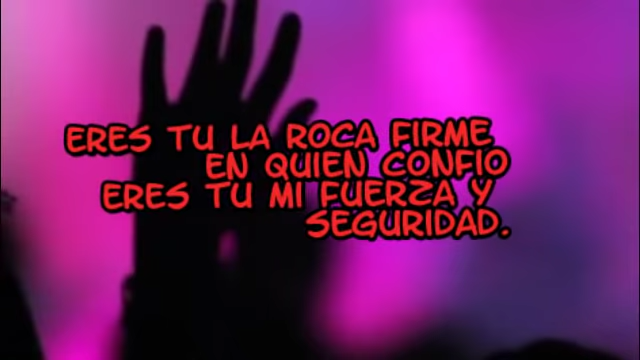 ERES TU LA ROCA FIRME
EN QUIEN CONFIO
ERES TU MI FUERZA Y
SEGURIDAD.